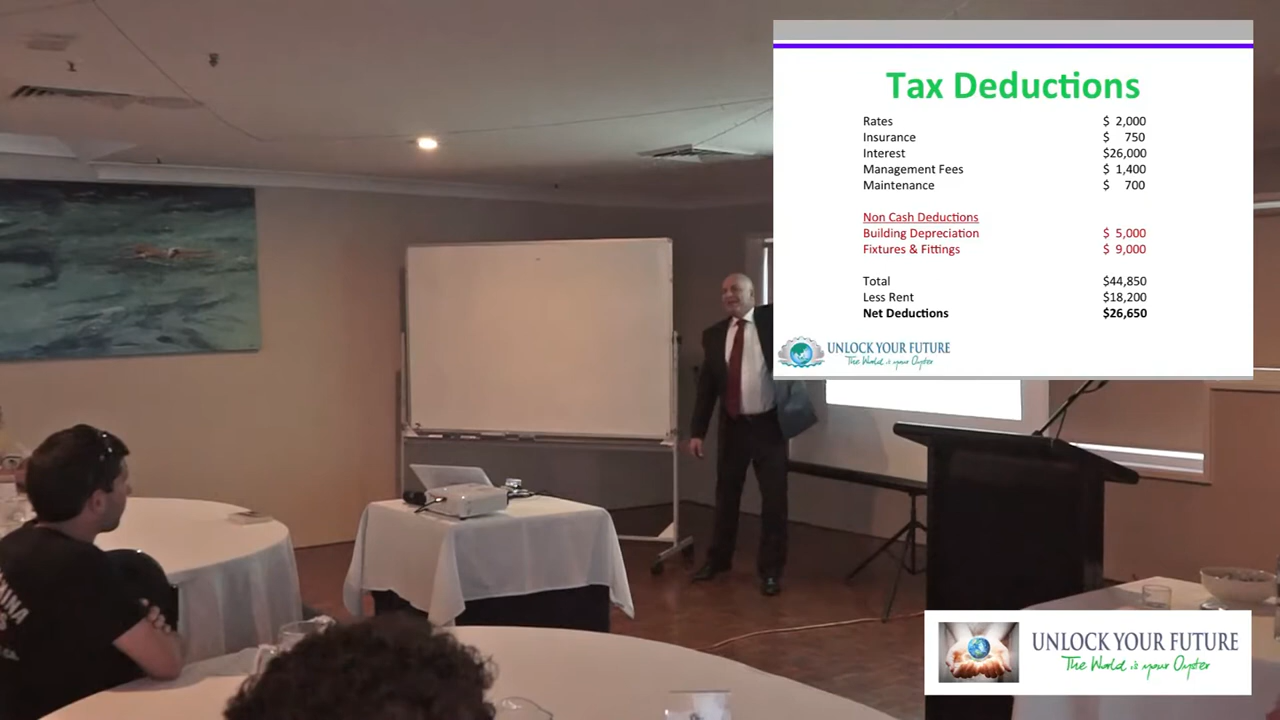 Tax Deductions
Rates $ 2,000
Insurance $ 750
Interest $26,000
Management Fees $ 1,400
Maintenance $ 700
Non Cash Deductions
Building Depreciation $ 5,000
Fixtures & Fittings $ 9,000
Total $44,850
Less Rent $18,200
Net Deductions $26,650
UNLOCK YOUR FUTURE
The World is your Oyster
UNLOCK YOUR FUTURE
The World is your Oyster